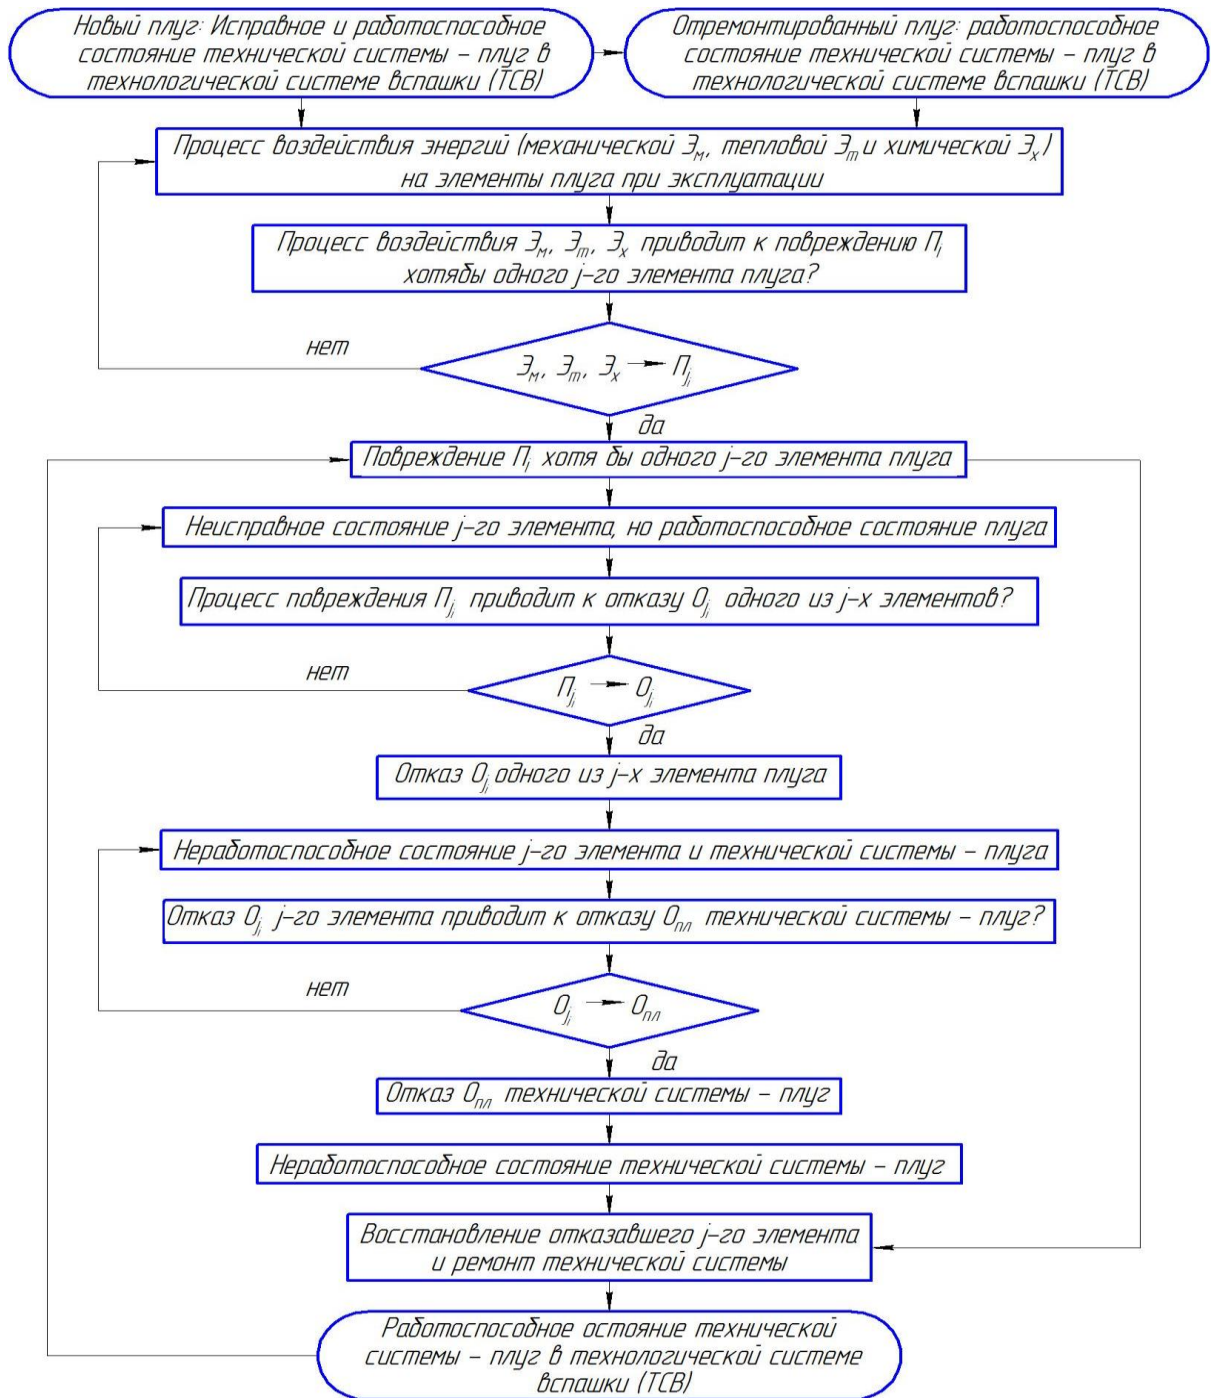 Новый плуг: Исправное и работоспособное
состояние технической системы – плуг в
технологической системе вспашки (ТСВ)
Отремонтированный плуг: работоспособное
состояние технической системы – плуг в
технологической системе вспашки (ТСВ)
Процесс воздействия энергий (механической Эм, тепловой Эт и химической Эх)
на элементы плуга при эксплуатации
Процесс воздействия Эм, Эт, Эх приводит к повреждению Пi
хотябы одного j-го элемента плуга?
нет
Эм, Эт, Эх → Пji
да
Повреждение Пi хотя бы одного j-го элемента плуга
Неисправное состояние j-го элемента, но работоспособное состояние плуга
Процесс повреждения Пji приводит к отказу Оji одного из j-х элементов?
нет
Пji → Оji
да
Отказ Оji одного из j-х элемента плуга
Неработоспособное состояние j-го элемента и технической системы – плуга
Отказ Оji j-го элемента приводит к отказу Опл технической системы – плуг?
нет
Оji → Опл
да
Отказ Опл технической системы – плуг
Неработоспособное состояние технической системы – плуг
Восстановление отказавшего j-го элемента
и ремонт технической системы
Работоспособное остояние технической
системы – плуг в технологической системе
вспашки (ТСВ)